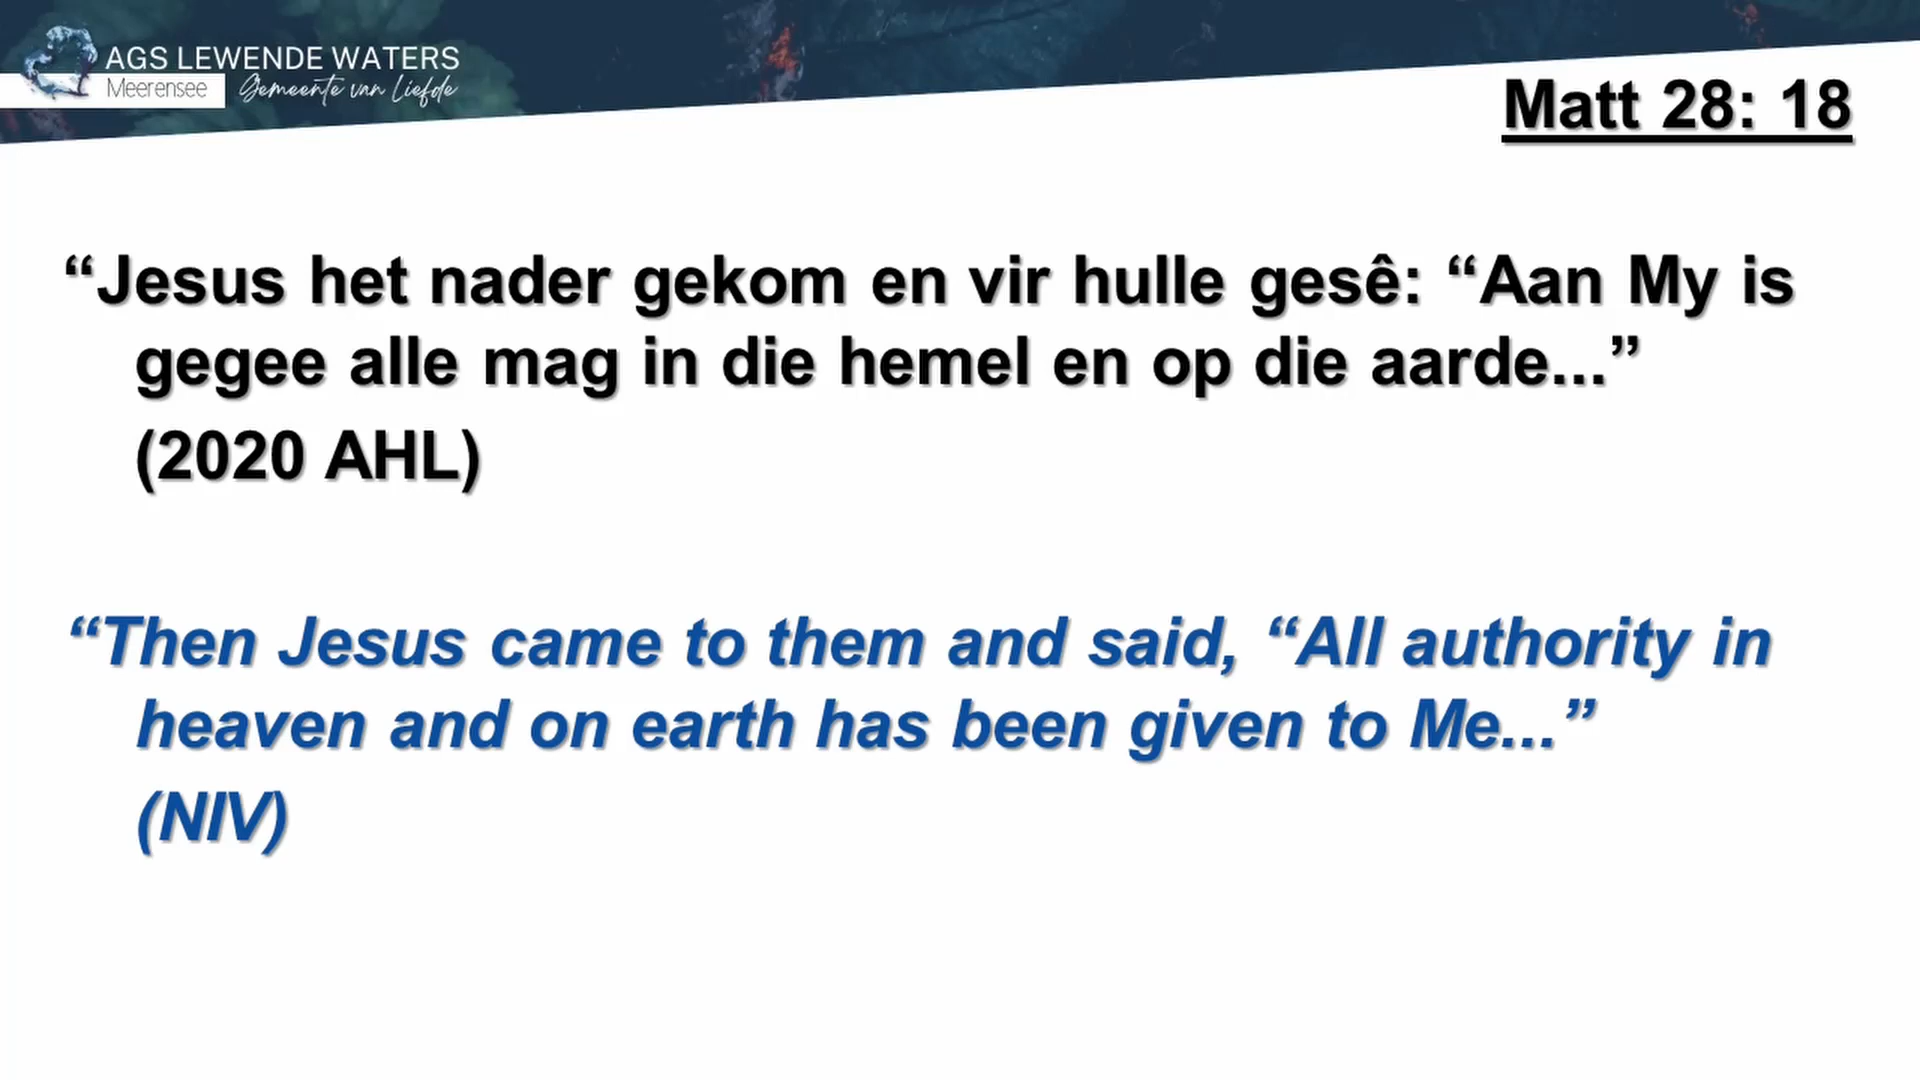 AGS LEWENDE WATERS
Meerensee Gemeente van Liefde
Matt 28: 18
“Jesus het nader gekom en vir hulle gesê: “Aan My is
gegee alle mag in die hemel en op die aarde...”
(2020 AHL)
“Then Jesus came to them and said, “All authority in
heaven and on earth has been given to Me...”
(NIV)